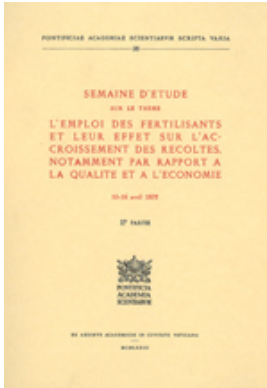 PONTIFICIAE ACADEMIAE SCIENTIARVM SCRIPTA VARIA
SEMAINE D'ETUDE
SUR LE THEME
L'EMPLOI DES FERTILISANTS
ET LEUR EFFET SUR L'AC-
CROISSEMENT DES RECOLTES,
NOTAMMENT PAR RAPPORT A
LA QUALITE ET A L'ECONOMIE
avril 1972
IIe PARTIE
PONTIFICIA
ACADEMIA
SCIENTIARVM
EX AEDIBVS ACADEMICIS IN CIVITATE VATICANA